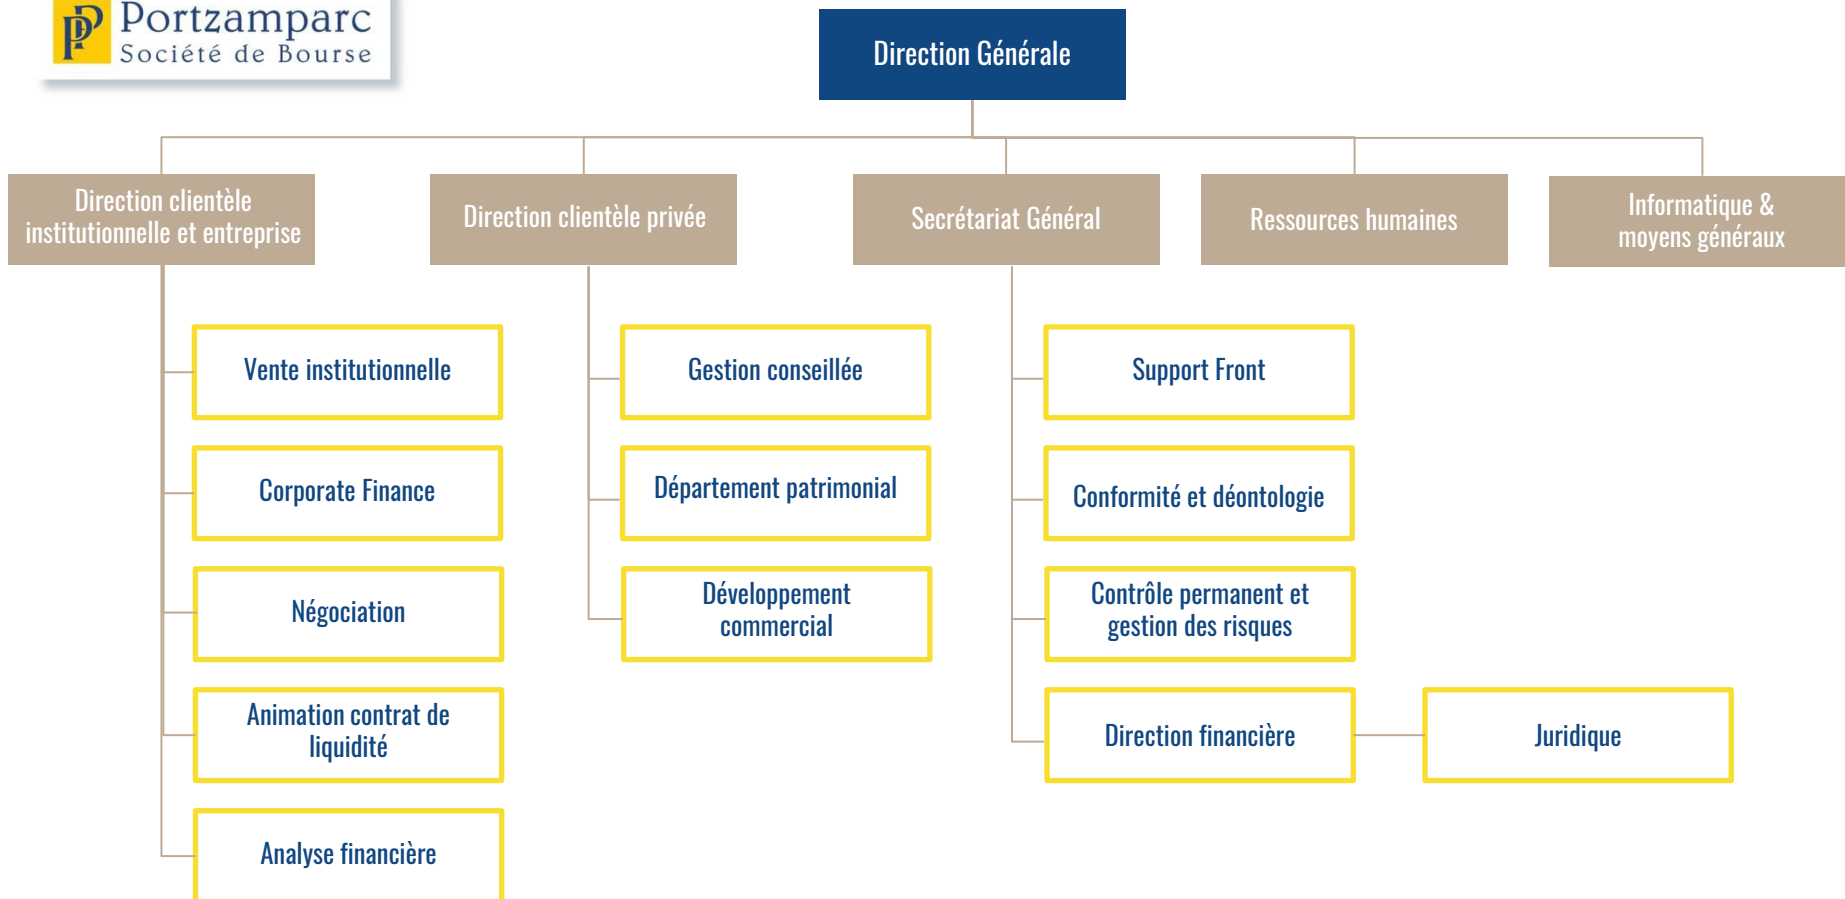 PP Portzamparc
Société de Bourse
Direction Générale
Direction clientèle
institutionnelle et entreprise
Direction clientèle privée
Secrétariat Général
Ressources humaines
Informatique &
moyens généraux
Vente institutionnelle
Corporate Finance
Négociation
Animation contrat de
liquidité
Analyse financière
Gestion conseillée
Département patrimonial
Développement
commercial
Support Front
Conformité et déontologie
Contrôle permanent et
gestion des risques
Direction financière
Juridique